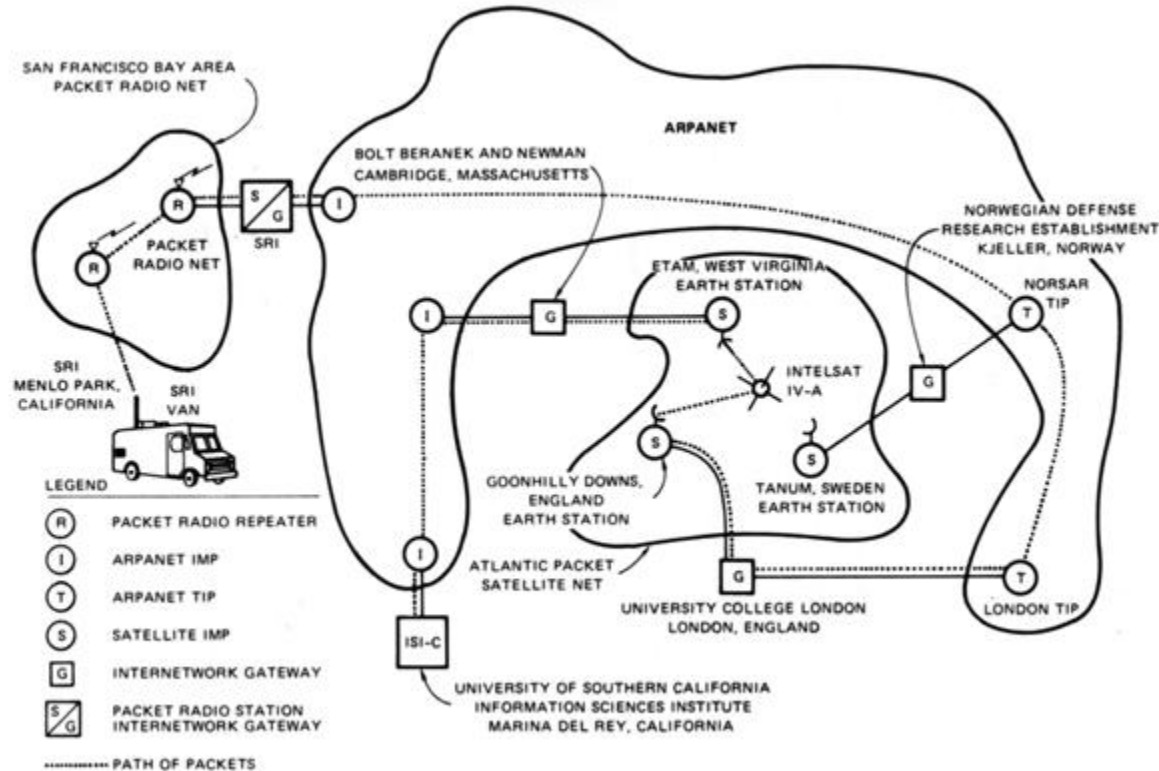 SAN FRANCISCO BAY AREA
PACKET RADIO NET
ARPANET
BOLT BERANEK AND NEWMAN
CAMBRIDGE, MASSACHUSETTS
NORWEGIAN DEFENSE
RESEARCH ESTABLISHMENT
KJELLER, NORWAY
R
S
G
I
SRI
PACKET
RADIO NET
R
ETAM, WEST VIRGINIA
EARTH STATION
NORSAR
TIP
I
G
S
T
SRI
MENLO PARK,
CALIFORNIA
SRI
VAN
INTELSAT
IV-A
G
S
S
GOONHILLY DOWNS,
ENGLAND
EARTH STATION
TANUM, SWEDEN
EARTH STATION
I
ATLANTIC PACKET
SATELLITE NET
G
T
UNIVERSITY COLLEGE LONDON
LONDON, ENGLAND
LONDON TIP
ISI-C
UNIVERSITY OF SOUTHERN CALIFORNIA
INFORMATION SCIENCES INSTITUTE
MARINA DEL REY, CALIFORNIA
LEGEND
R PACKET RADIO REPEATER
I ARPANET IMP
T ARPANET TIP
S SATELLITE IMP
G INTERNETWORK GATEWAY
S
G
PACKET RADIO STATION
INTERNETWORK GATEWAY
PATH OF PACKETS